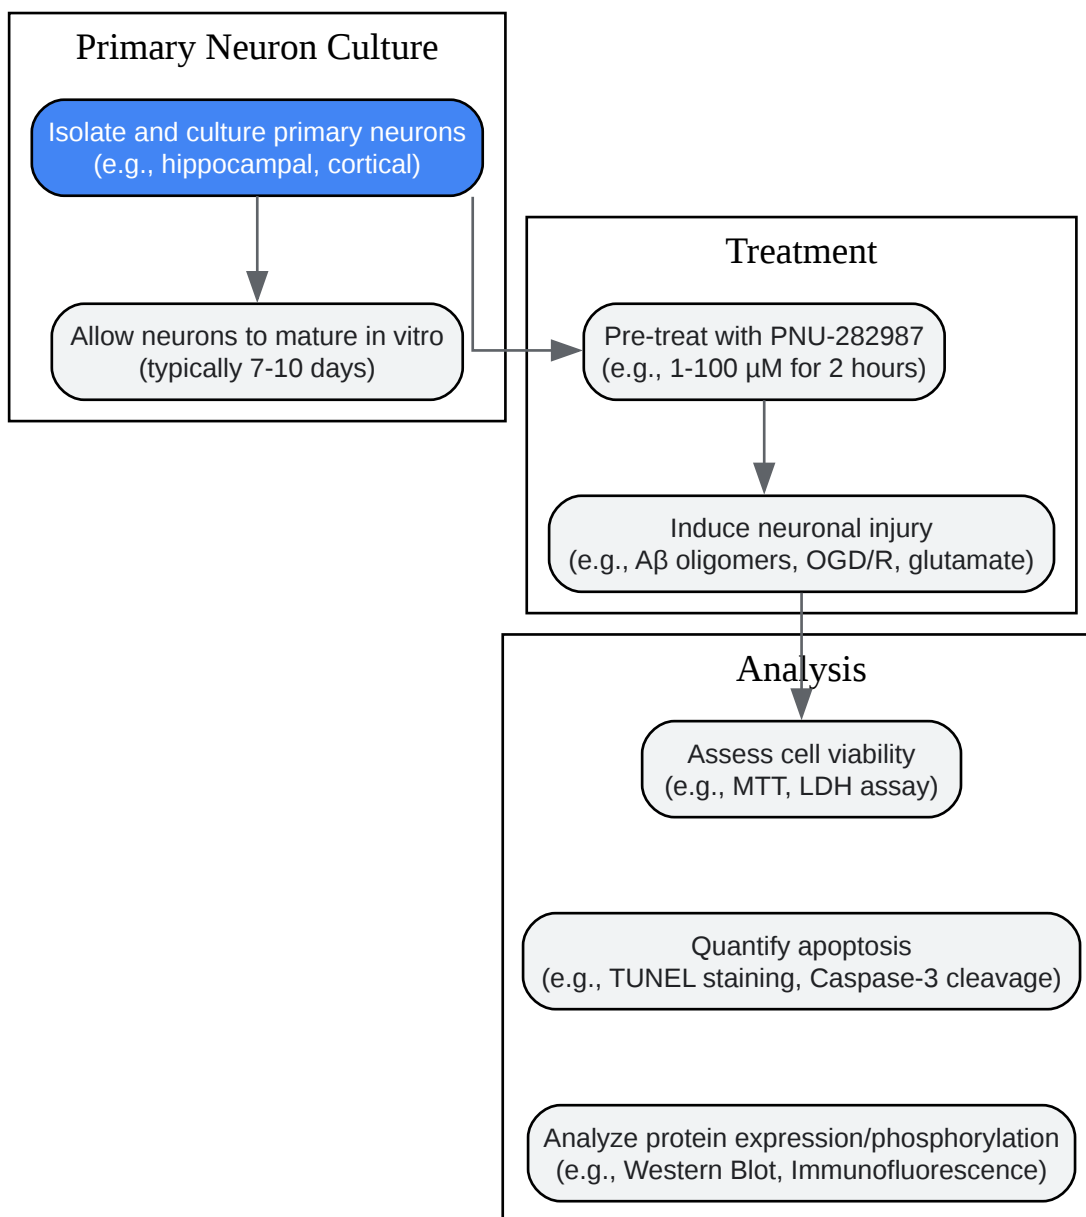 Primary Neuron Culture
Isolate and culture primary neurons
(e.g., hippocampal, cortical)
Allow neurons to mature in vitro
(typically 7-10 days)
Treatment
Pre-treat with PNU-282987
(e.g., 1-100 µM for 2 hours)
Induce neuronal injury
(e.g., Aβ oligomers, OGD/R, glutamate)
Analysis
Assess cell viability
(e.g., MTT, LDH assay)
Quantify apoptosis
(e.g., TUNEL staining, Caspase-3 cleavage)
Analyze protein expression/phosphorylation
(e.g., Western Blot, Immunofluorescence)